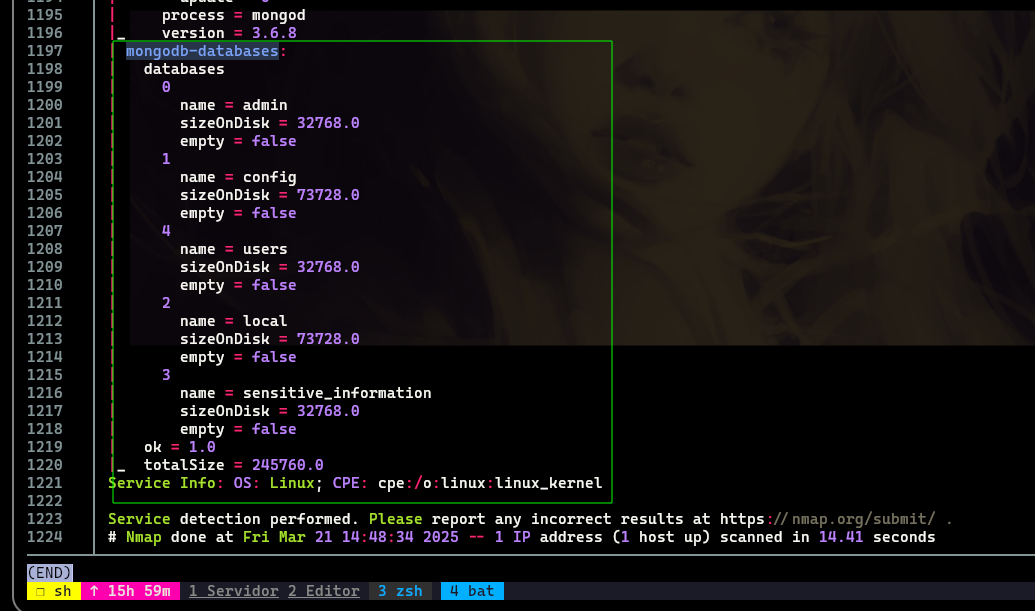 1195 | process = mongod
1196 |_ version = 3.6.8
1197 | mongodb-databases:
1198 | databases
1199 | 0
1200 | name = admin
1201 | sizeOnDisk = 32768.0
1202 | empty = false
1203 | 1
1204 | name = config
1205 | sizeOnDisk = 73728.0
1206 | empty = false
1207 | 4
1208 | name = users
1209 | sizeOnDisk = 32768.0
1210 | empty = false
1211 | 2
1212 | name = local
1213 | sizeOnDisk = 73728.0
1214 | empty = false
1215 | 3
1216 | name = sensitive_information
1217 | sizeOnDisk = 32768.0
1218 | empty = false
1219 | ok = 1.0
1220 |_ totalSize = 245760.0
1221 Service Info: OS: Linux; CPE: cpe:/o:linux:linux_kernel
1222
1223 Service detection performed. Please report any incorrect results at https://nmap.org/submit/ .
1224 # Nmap done at Fri Mar 21 14:48:34 2025 -- 1 IP address (1 host up) scanned in 14.41 seconds
(END)
❐ sh ↑ 15h 59m 1 Servidor 2 Editor 3 zsh 4 bat